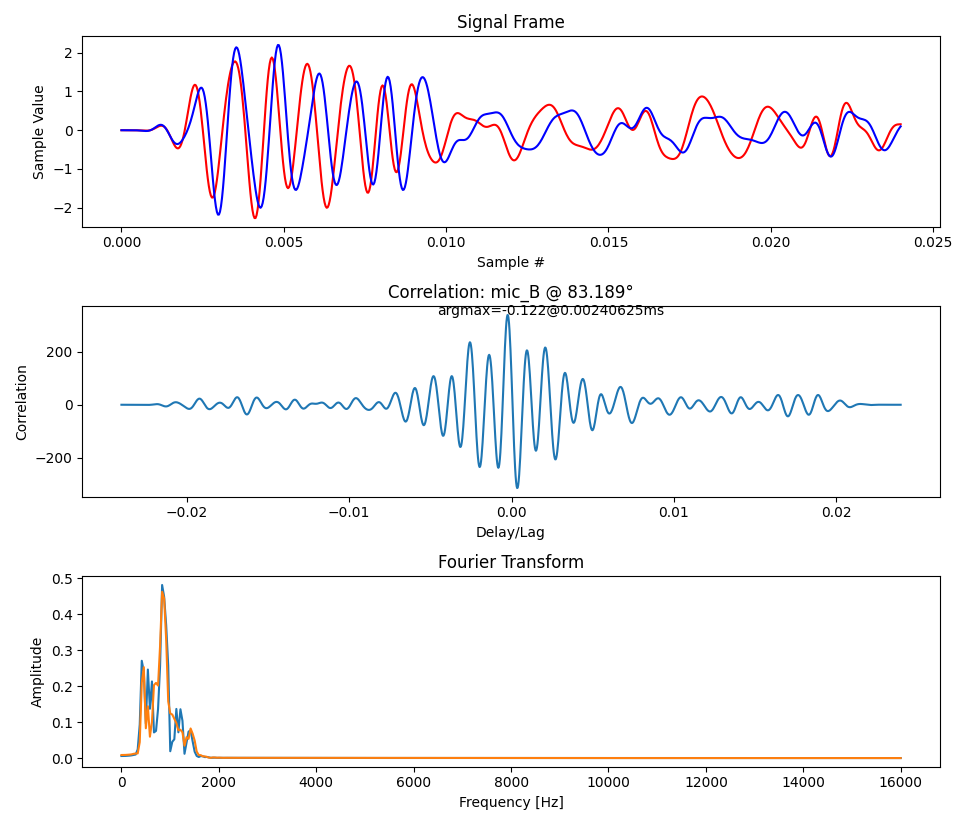 Signal Frame
2
1
0
−1
−2
Sample Value
0.000 0.005 0.010 0.015 0.020 0.025
Sample #
Correlation: mic_B @ 83.189°
argmax=-0.122@0.00240625ms
200
0
−200
Correlation
−0.02 −0.01 0.00 0.01 0.02
Delay/Lag
Fourier Transform
0.5
0.4
0.3
0.2
0.1
0.0
Amplitude
0 2000 4000 6000 8000 10000 12000 14000 16000
Frequency [Hz]